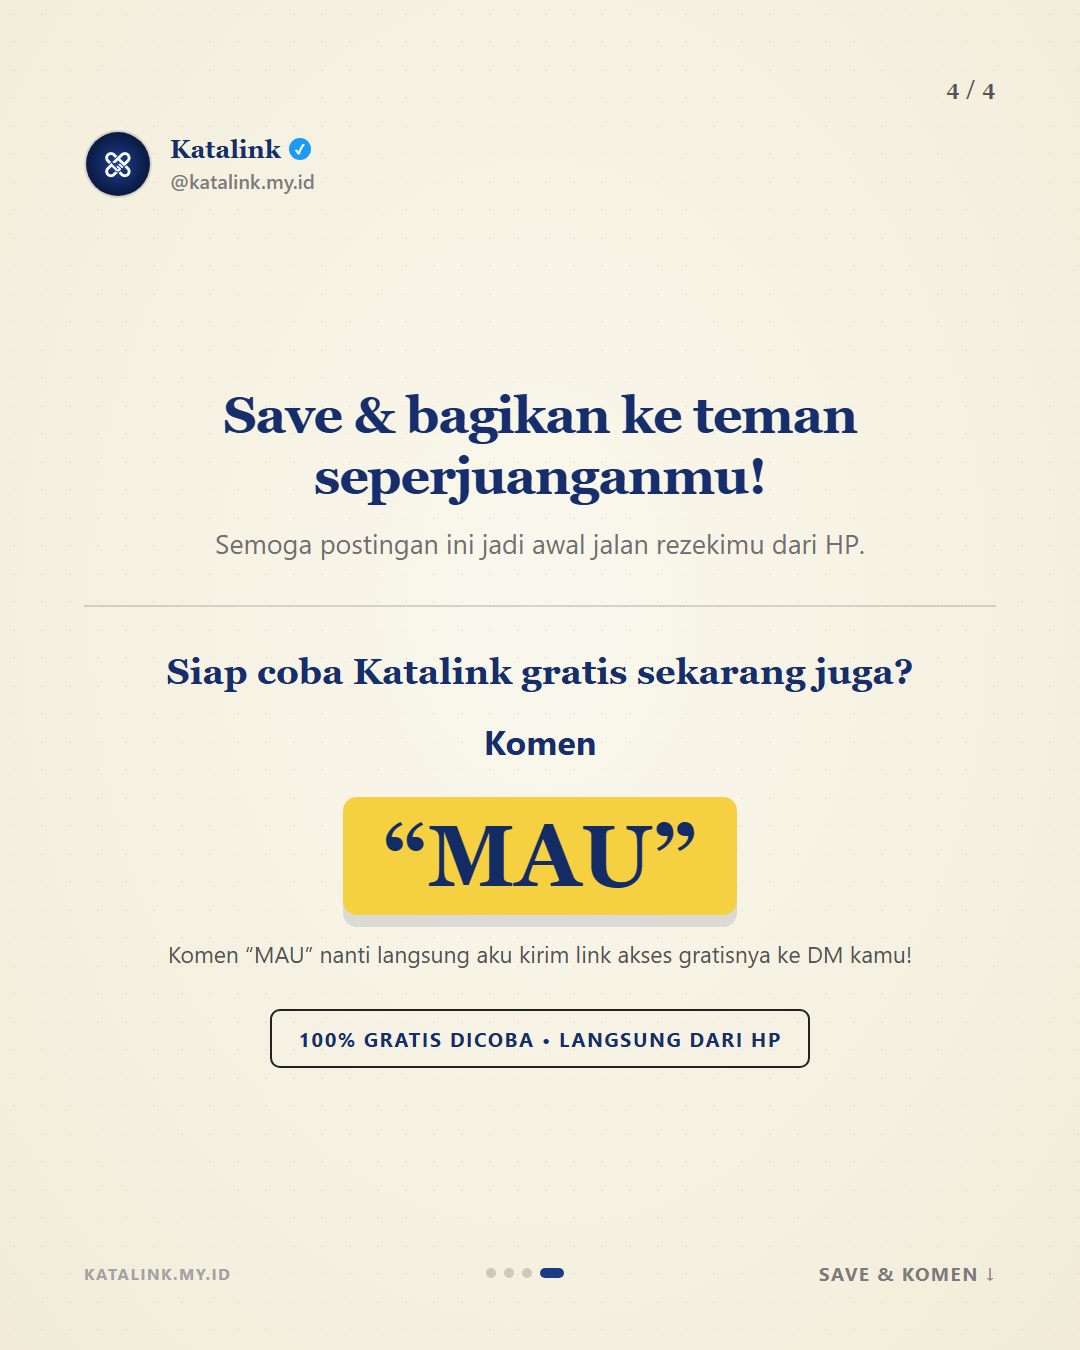 4 / 4
Katalink
@katalink.my.id
Save & bagikan ke teman
seperjuanganmu!
Semoga postingan ini jadi awal jalan rezekimu dari HP.
Siap coba Katalink gratis sekarang juga?
Komen
“MAU”
Komen “MAU” nanti langsung aku kirim link akses gratisnya ke DM kamu!
100% GRATIS DICOBA • LANGSUNG DARI HP
KATALINK.MY.ID
SAVE & KOMEN ↓